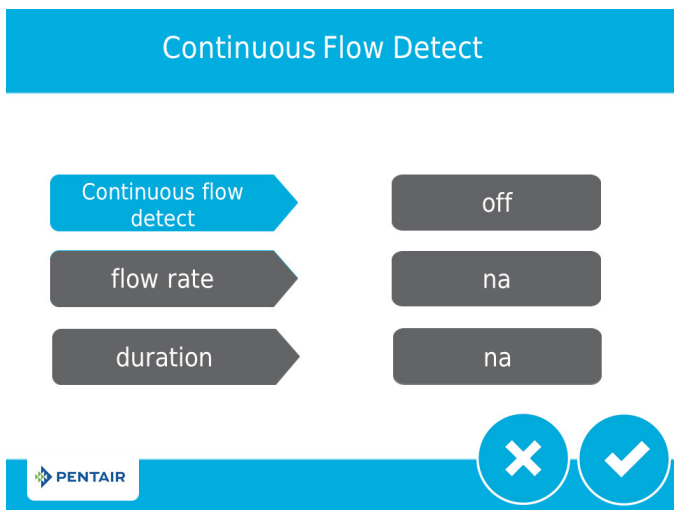 Continuous Flow Detect
Continuous flow
detect
off
flow rate
na
duration
na
PENTAIR